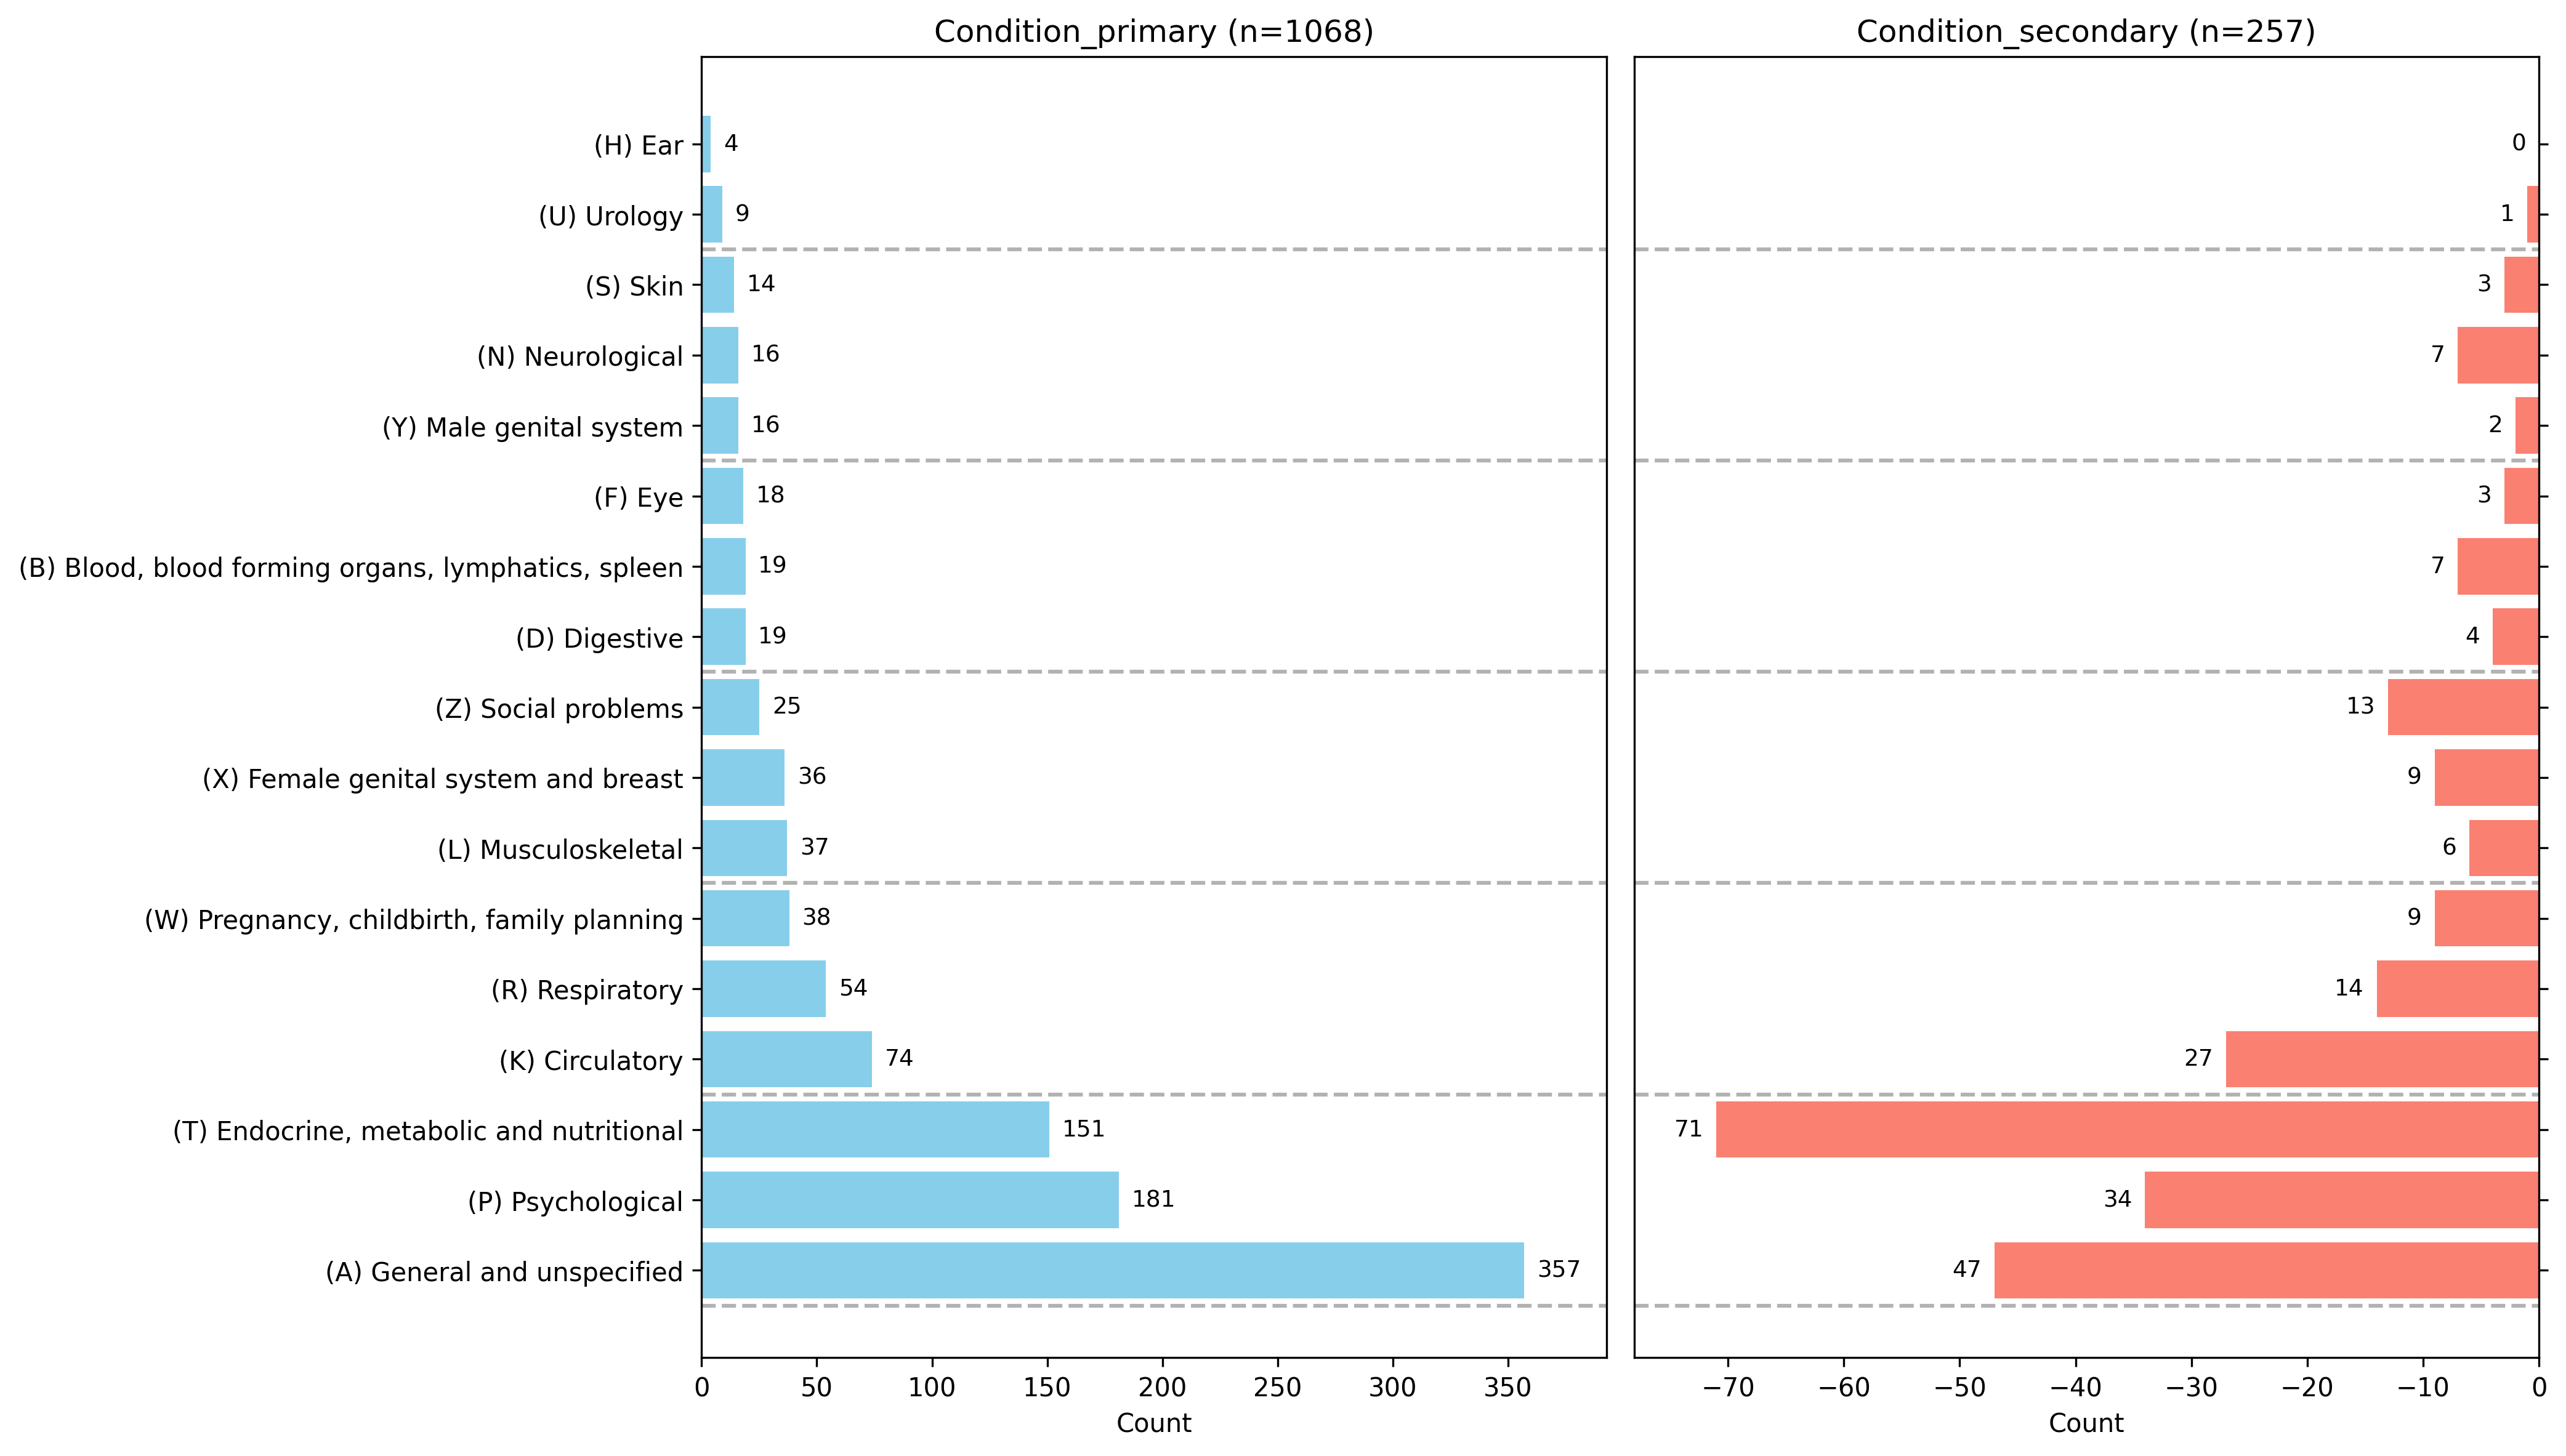 Condition_primary (n=1068)
Condition_secondary (n=257)
(H) Ear 4 0
(U) Urology 9 1
(S) Skin 14 3
(N) Neurological 16 7
(Y) Male genital system 16 2
(F) Eye 18 3
(B) Blood, blood forming organs, lymphatics, spleen 19 7
(D) Digestive 19 4
(Z) Social problems 25 13
(X) Female genital system and breast 36 9
(L) Musculoskeletal 37 6
(W) Pregnancy, childbirth, family planning 38 9
(R) Respiratory 54 14
(K) Circulatory 74 27
(T) Endocrine, metabolic and nutritional 151 71
(P) Psychological 181 34
(A) General and unspecified 357 47
0 50 100 150 200 250 300 350
−70 −60 −50 −40 −30 −20 −10 0
Count
Count